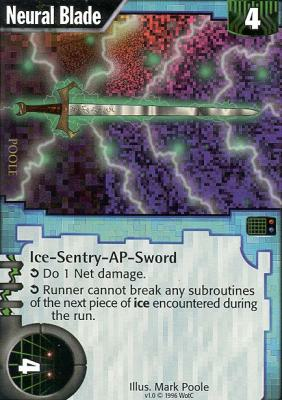 Neural Blade
4
POOLE
Ice-Sentry-AP-Sword
Do 1 Net damage.
Runner cannot break any subroutines
of the next piece of ice encountered during
the run.
4
Illus. Mark Poole
v1.0 © 1996 WotC